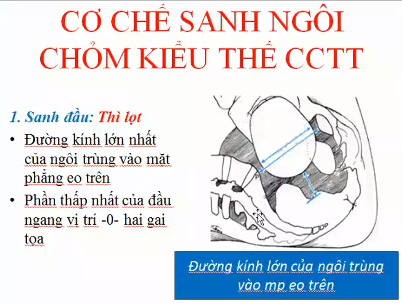 CƠ CHẾ SANH NGÔI
CHỎM KIỂU THẾ CCTT
1. Sanh đầu: Thì lọt
• Đường kính lớn nhất
của ngôi trùng vào mặt
phẳng eo trên
• Phần thấp nhất của đầu
ngang vị trí -0- hai gai
tọa
Đường kính lớn của ngôi trùng
vào mp eo trên